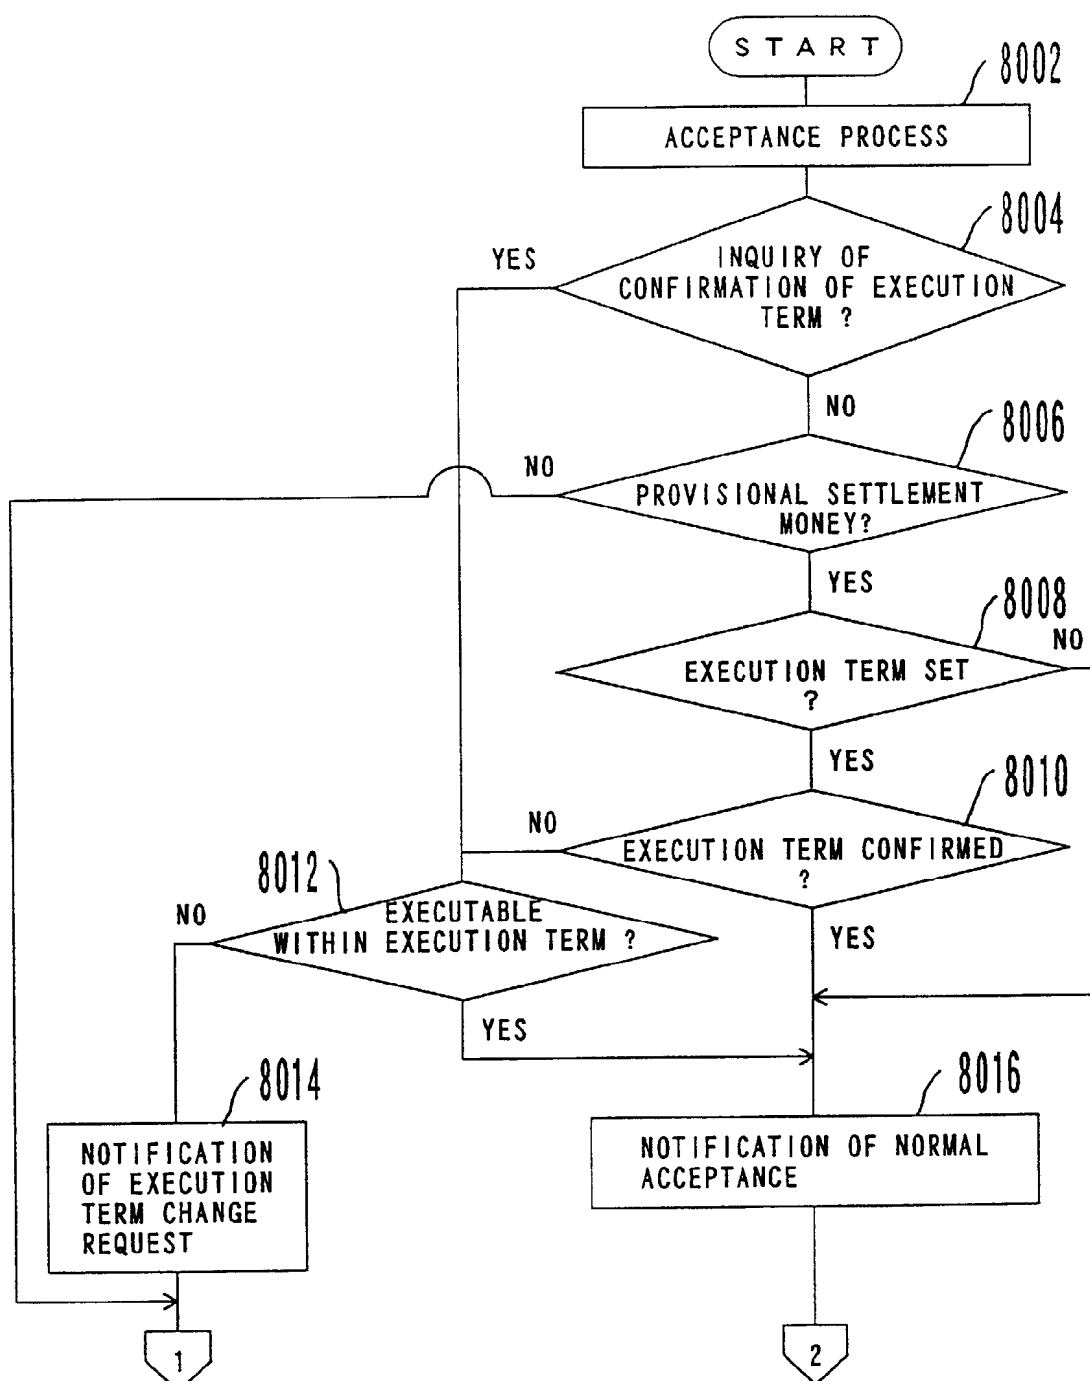 START
8002
ACCEPTANCE PROCESS
8004
YES
INQUIRY OF
CONFIRMATION OF EXECUTION
TERM ?
NO
8006
NO
PROVISIONAL SETTLEMENT
MONEY?
YES
8008
NO
EXECUTION TERM SET
?
YES
8010
NO
EXECUTION TERM CONFIRMED
?
8012
NO
EXECUTABLE
WITHIN EXECUTION TERM ?
YES
YES
8014
8016
NOTIFICATION
OF EXECUTION
TERM CHANGE
REQUEST
NOTIFICATION OF NORMAL
ACCEPTANCE
1
2